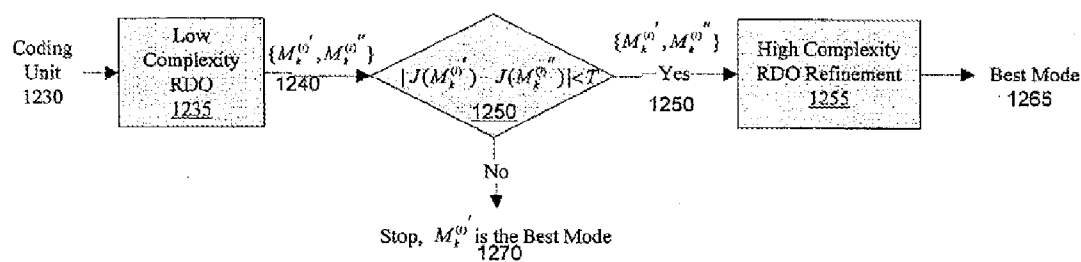 Coding
Unit
1230
Low
Complexity
RDO
1235
{M_k^{(i)'}, M_k^{(i)''}}
1240
|J(M_k^{(i)'}) - J(M_k^{(i)''})| < T
1250
{M_k^{(i)'}, M_k^{(i)''}}
Yes
1250
High Complexity
RDO Refinement
1255
Best Mode
1265
No
Stop, M_k^{(i)'} is the Best Mode
1270